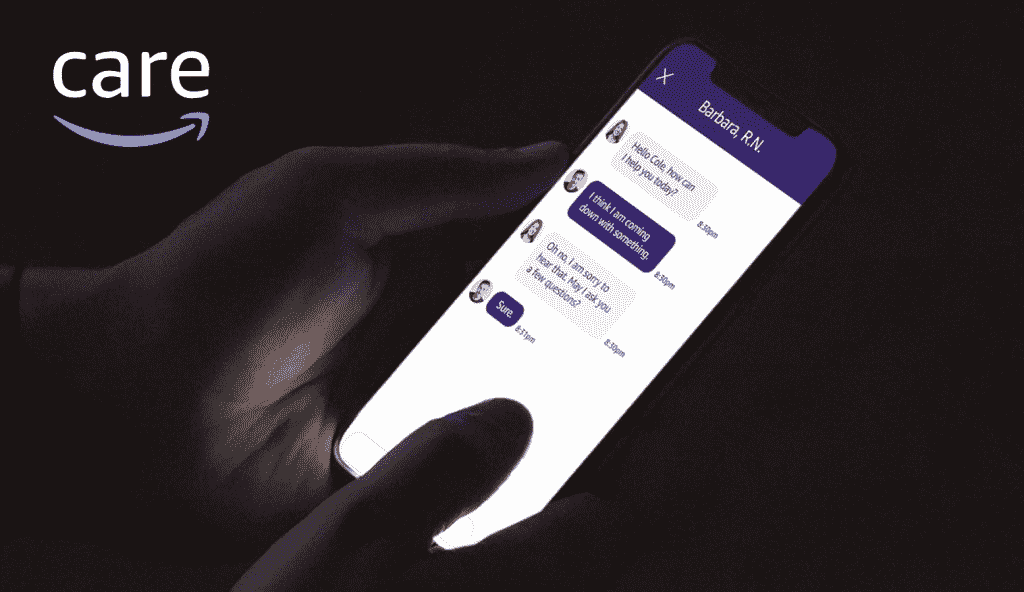 care
Barbara, R.N.
Hello Cole, how can
I help you today?
8:30pm
I think I am coming
down with something.
8:30pm
Oh no, I am sorry to
hear that. May I ask you
a few questions?
8:30pm
Sure.
8:31pm